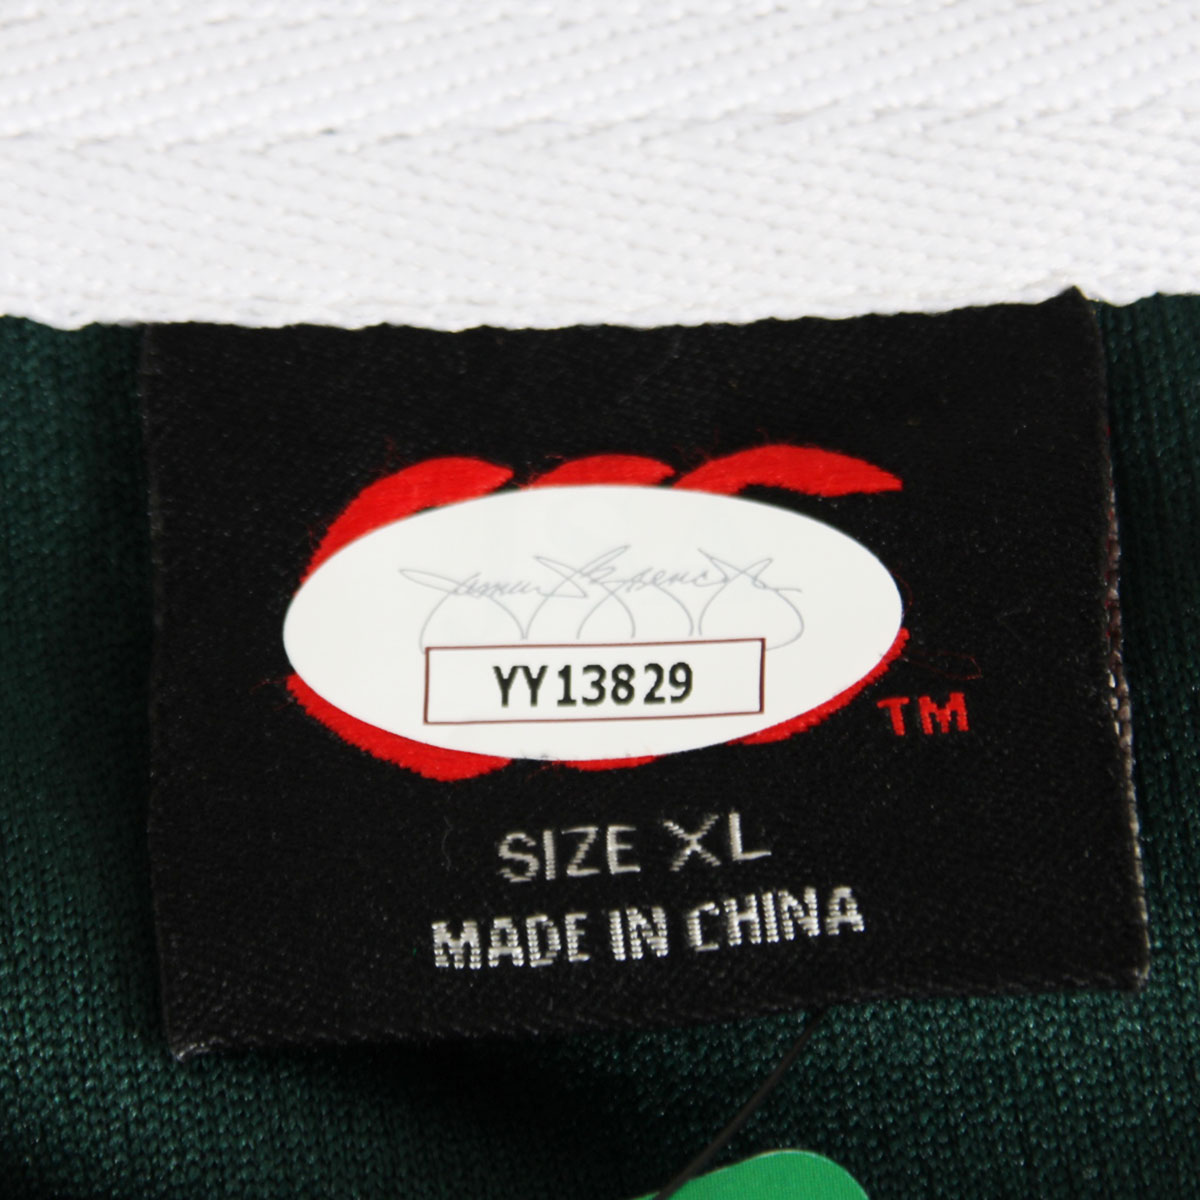 YY13829
TM
SIZE XL
MADE IN CHINA